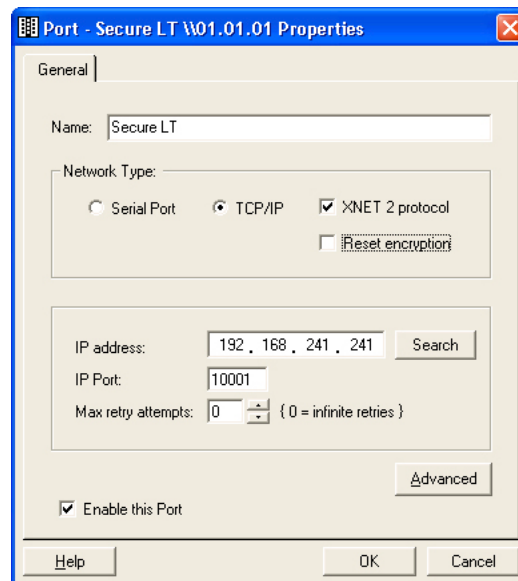 Port - Secure LT \\01.01.01 Properties
General
Name: Secure LT
Network Type:
Serial Port TCP/IP XNET 2 protocol
Reset encryption
IP address: 192 . 168 . 241 . 241 Search
IP Port: 10001
Max retry attempts: 0 { 0 = infinite retries }
Advanced
Enable this Port
Help OK Cancel